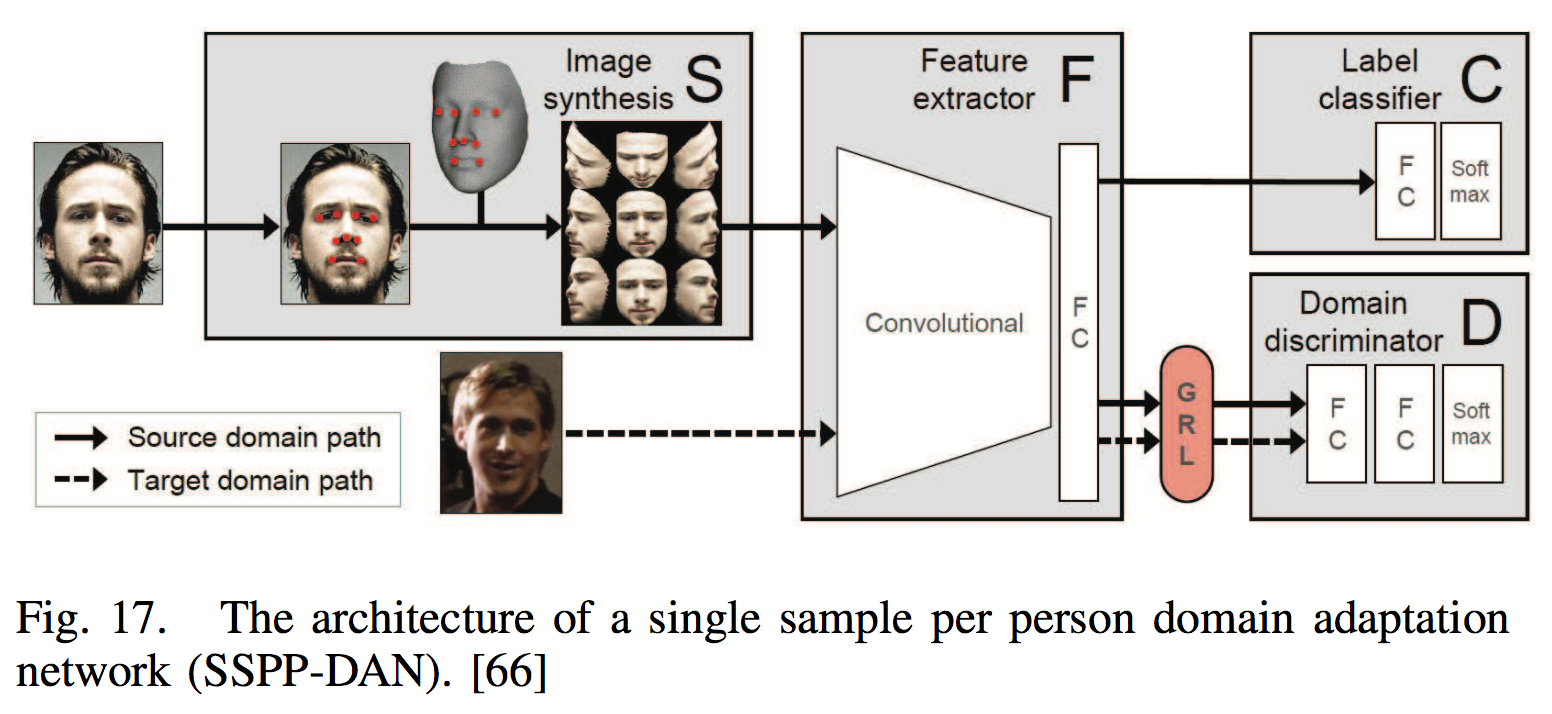 Image
synthesis
S
Feature
extractor
F
Label
classifier
C
F
C
Soft
max
Convolutional
F
C
Domain
discriminator
D
G
R
L
F
C
F
C
Soft
max
Source domain path
Target domain path
Fig. 17. The architecture of a single sample per person domain adaptation
network (SSPP-DAN). [66]